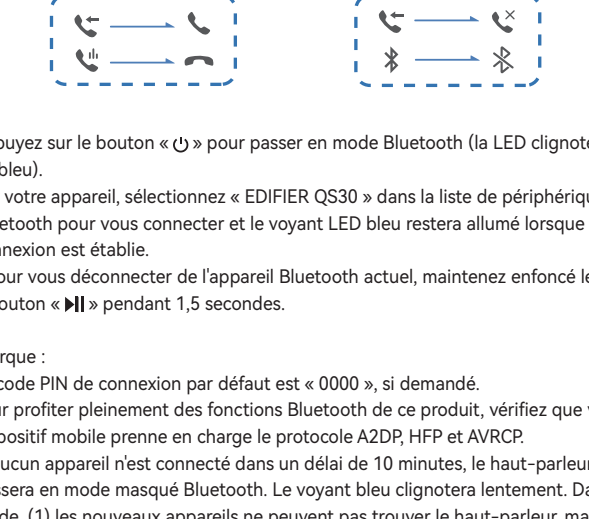 puyez sur le bouton « » pour passer en mode Bluetooth (la LED clignote
bleu).
votre appareil, sélectionnez « EDIFIER QS30 » dans la liste de périphériqu
etooth pour vous connecter et le voyant LED bleu restera allumé lorsque
nexion est établie.
our vous déconnecter de l'appareil Bluetooth actuel, maintenez enfoncé le
outon « » pendant 1,5 secondes.
rque :
code PIN de connexion par défaut est « 0000 », si demandé.
r profiter pleinement des fonctions Bluetooth de ce produit, vérifiez que
positif mobile prenne en charge le protocole A2DP, HFP et AVRCP.
ucun appareil n'est connecté dans un délai de 10 minutes, le haut-parleur
ssera en mode masqué Bluetooth. Le voyant bleu clignotera lentement. Da
de, (1) les nouveaux appareils ne peuvent pas trouver le haut-parleur, ma